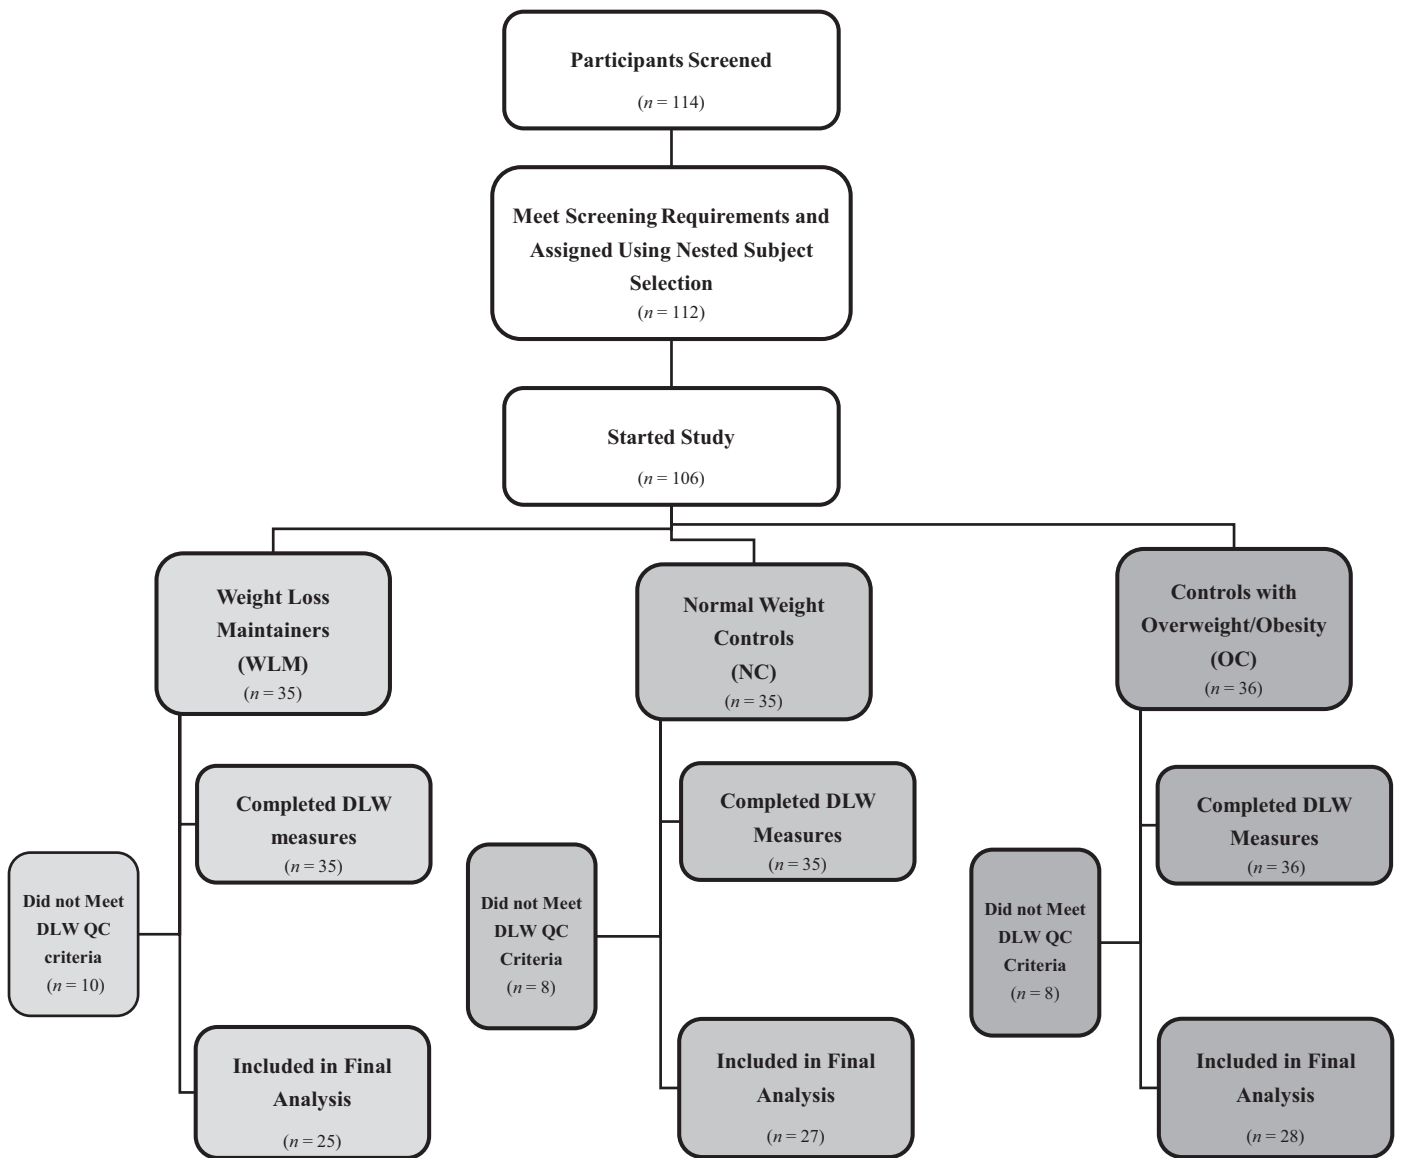 Participants Screened
(n = 114)
Meet Screening Requirements and
Assigned Using Nested Subject
Selection
(n = 112)
Started Study
(n = 106)
Weight Loss
Maintainers
(WLM)
(n = 35)
Completed DLW
measures
(n = 35)
Did not Meet
DLW QC
criteria
(n = 10)
Included in Final
Analysis
(n = 25)
Normal Weight
Controls
(NC)
(n = 35)
Completed DLW
Measures
(n = 35)
Did not Meet
DLW QC
Criteria
(n = 8)
Included in Final
Analysis
(n = 27)
Controls with
Overweight/Obesity
(OC)
(n = 36)
Completed DLW
Measures
(n = 36)
Did not Meet
DLW QC
Criteria
(n = 8)
Included in Final
Analysis
(n = 28)